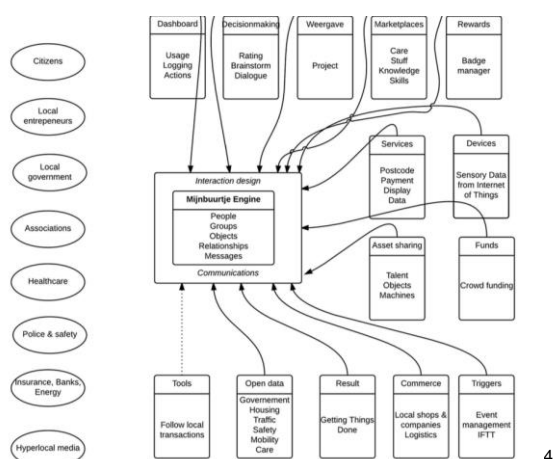 Dashboard
Usage
Logging
Actions
Decisionmaking
Rating
Brainstorm
Dialogue
Weergave
Project
Marketplaces
Care
Stuff
Knowledge
Skills
Rewards
Badge
manager
Citizens
Local
entrepeneurs
Local
government
Associations
Healthcare
Police & safety
Insurance, Banks,
Energy
Hyperlocal media
Interaction design
Mijnbuurtje Engine
People
Groups
Objects
Relationships
Messages
Communications
Services
Postcode
Payment
Display
Data
Devices
Sensory Data
from Internet
of Things
Asset sharing
Talent
Objects
Machines
Funds
Crowd funding
Tools
Follow local
transactions
Open data
Governement
Housing
Traffic
Safety
Mobility
Care
Result
Getting Things
Done
Commerce
Local shops &
companies
Logistics
Triggers
Event
management
IFTT
4